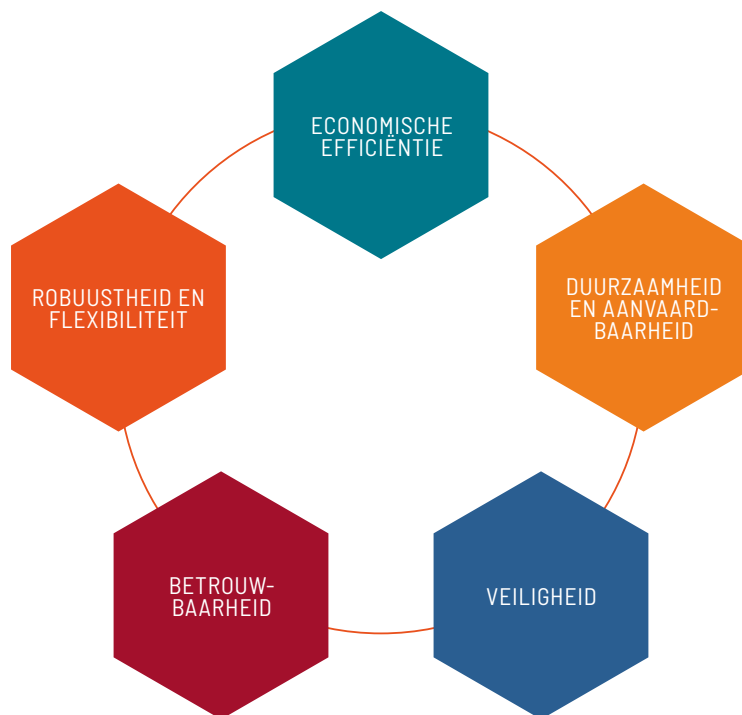 ECONOMISCHE
EFFICIËNTIE
DUURZAAMHEID
EN AANVAARD-
BAARHEID
VEILIGHEID
BETROUW-
BAARHEID
ROBUUSTHEID EN
FLEXIBILITEIT